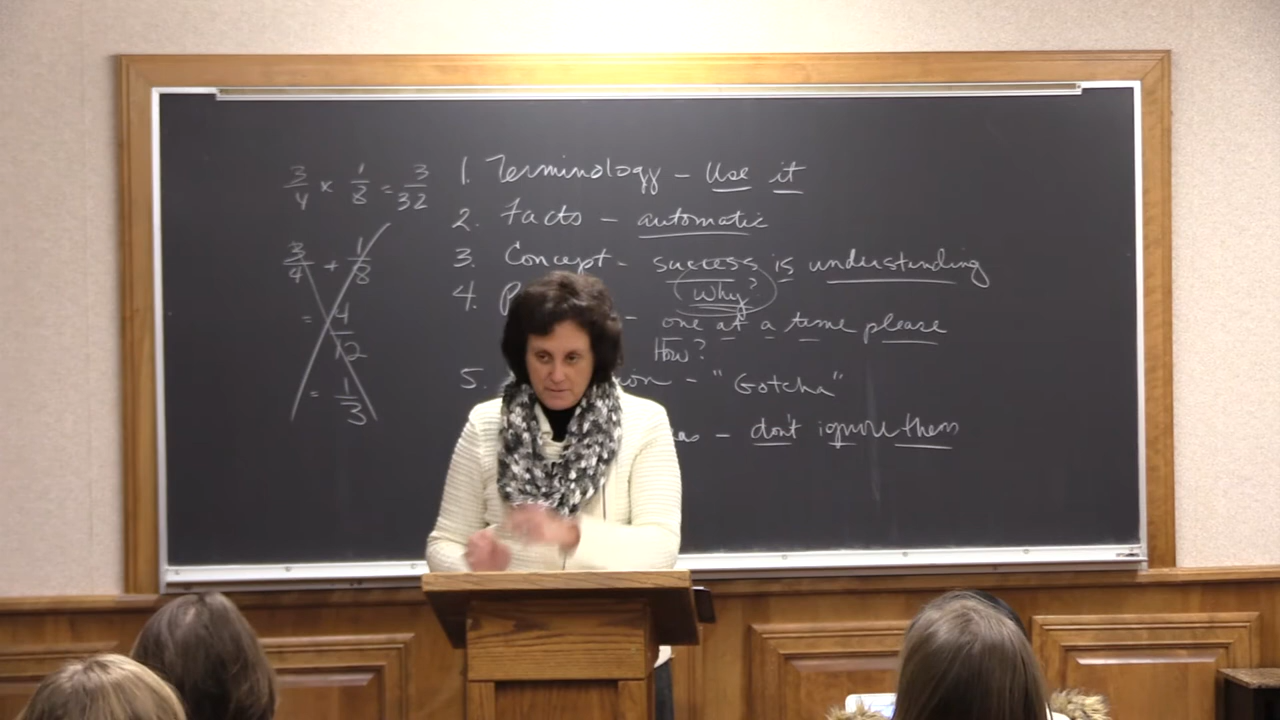 3/4 × 1/8 = 3/32
3/4 + 1/8
= 4/12
= 1/3
1. Terminology - Use it
2. Facts - automatic
3. Concept - success is understanding
Why?
4. - one at a time please
How?
5. - "Gotcha"
- don't ignore them